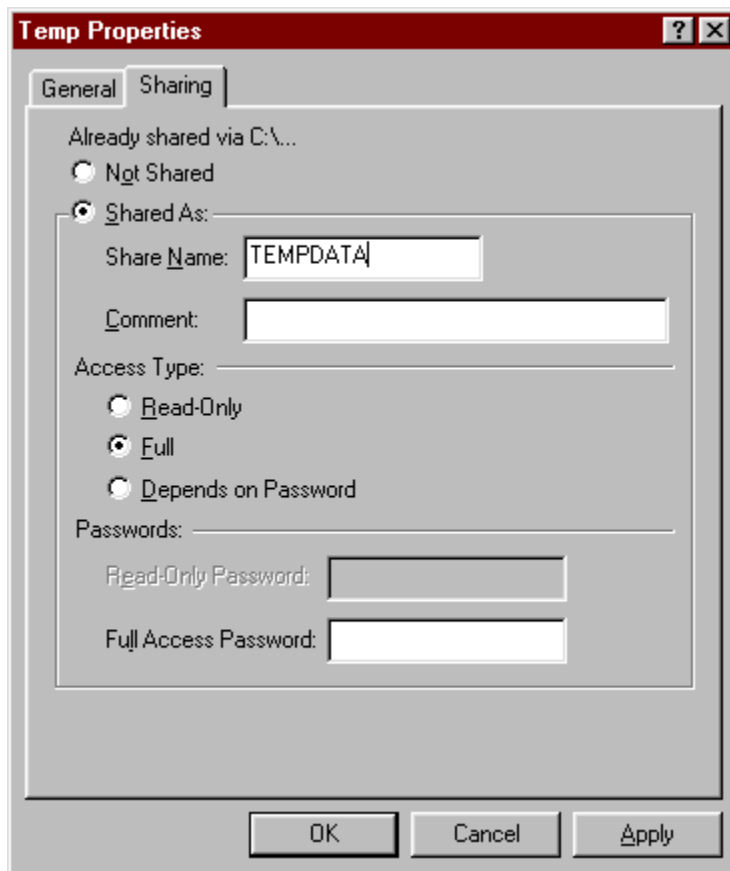 Temp Properties
General Sharing
Already shared via C:\...
Not Shared
Shared As:
Share Name: TEMPDATA
Comment:
Access Type:
Read-Only
Full
Depends on Password
Passwords:
Read-Only Password:
Full Access Password:
OK Cancel Apply